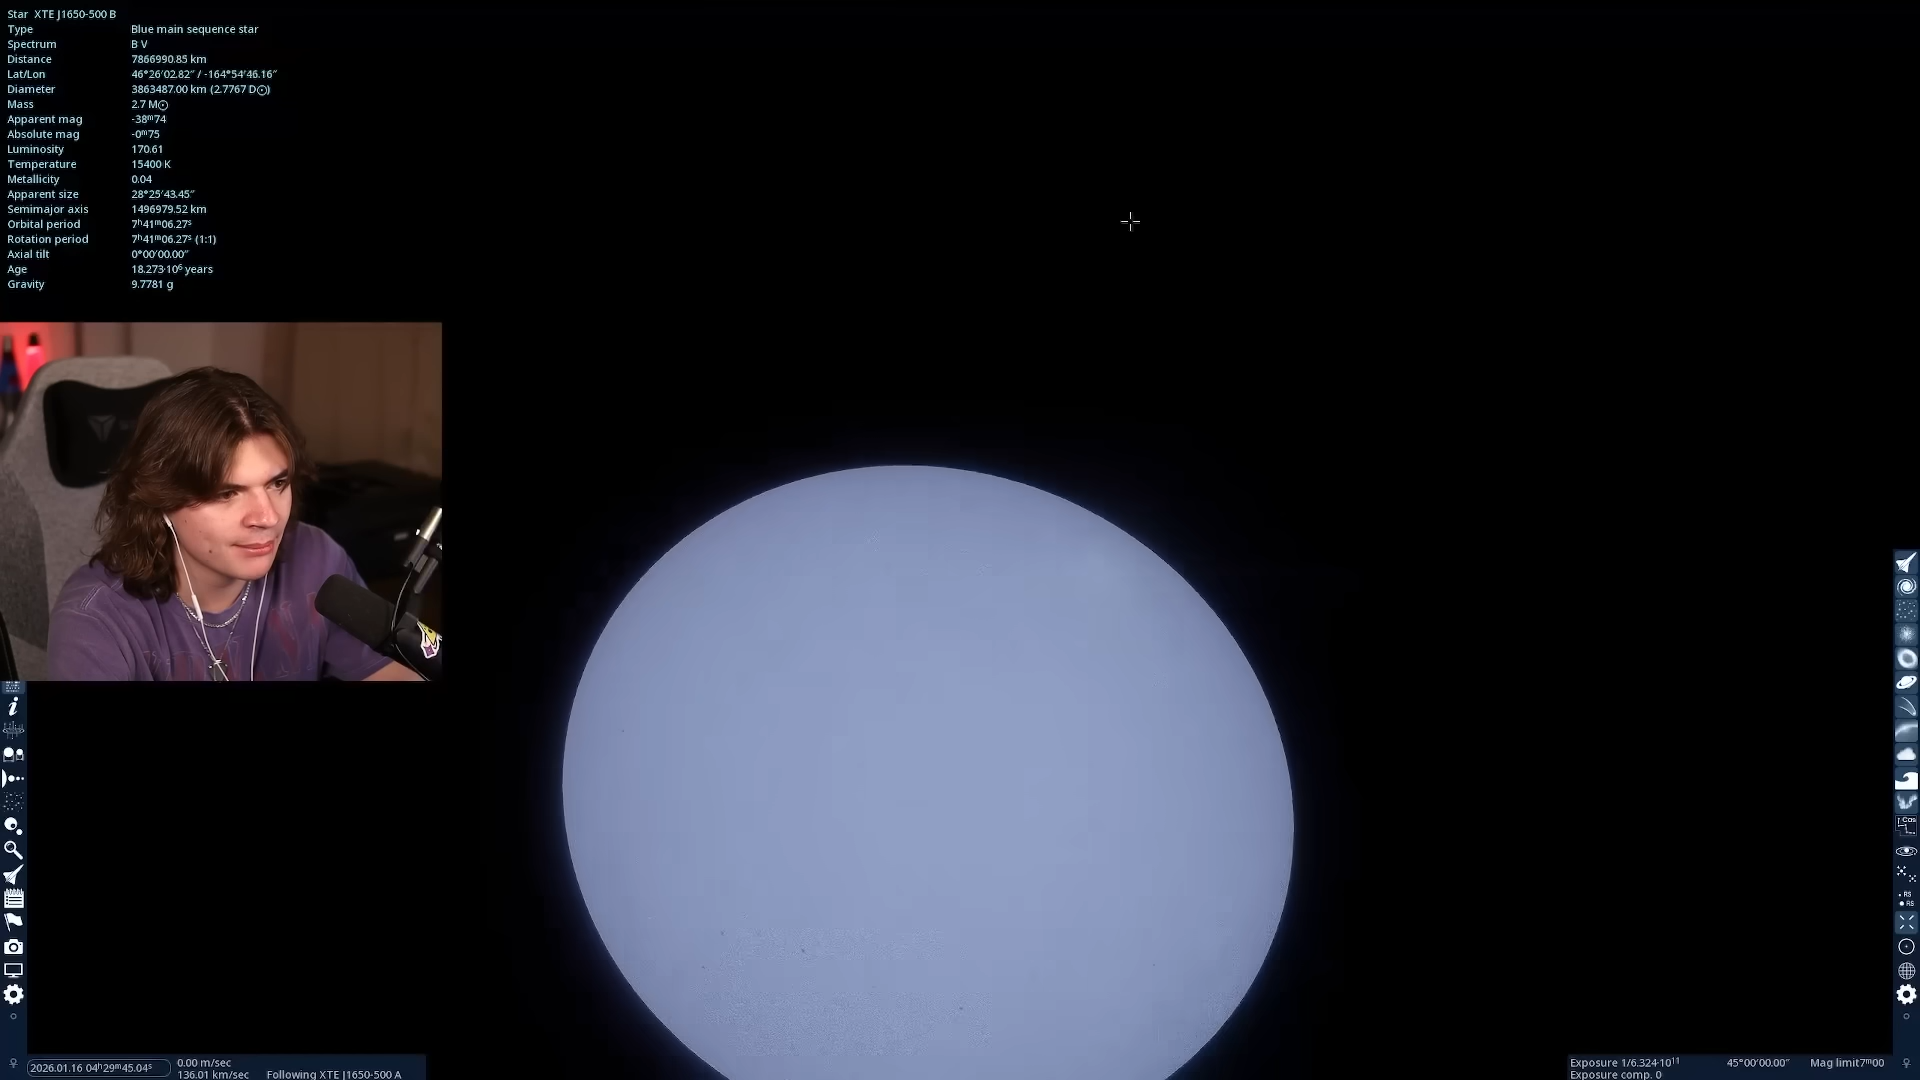 Star XTE J1650-500 B
Type Blue main sequence star
Spectrum B V
Distance 7866990.85 km
Lat/Lon 46°26′02.82″ / -164°54′46.16″
Diameter 3863487.00 km (2.7767 D☉)
Mass 2.7 M☉
Apparent mag -38ᵐ74
Absolute mag -0ᵐ75
Luminosity 170.61
Temperature 15400 K
Metallicity 0.04
Apparent size 28°25′43.45″
Semimajor axis 1496979.52 km
Orbital period 7ʰ41ᵐ06.27ˢ
Rotation period 7ʰ41ᵐ06.27ˢ (1:1)
Axial tilt 0°00′00.00″
Age 18.273·10⁶ years
Gravity 9.7781 g
RS
RS
2026.01.16 04ʰ29ᵐ45.04ˢ
0.00 m/sec
136.01 km/sec Following XTE J1650-500 A
Exposure 1/6.324·10¹¹ 45°00′00.00″ Mag limit 7ᵐ00
Exposure comp. 0